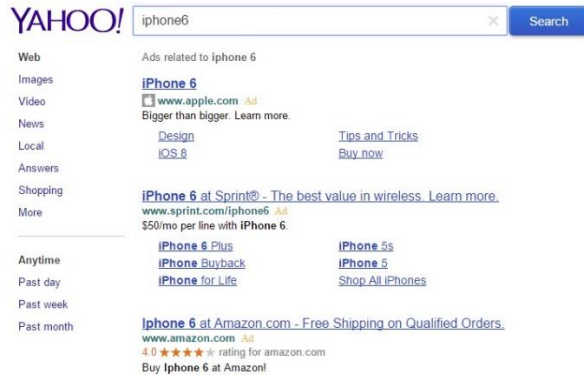 YAHOO! iphone6 Search
Web
Images
Video
News
Local
Answers
Shopping
More
Anytime
Past day
Past week
Past month
Ads related to iphone 6
iPhone 6
www.apple.com Ad
Bigger than bigger. Learn more.
Design Tips and Tricks
iOS 8 Buy now
iPhone 6 at Sprint® - The best value in wireless. Learn more.
www.sprint.com/iphone6 Ad
$50/mo per line with iPhone 6.
iPhone 6 Plus iPhone 5s
iPhone Buyback iPhone 5
iPhone for Life Shop All iPhones
Iphone 6 at Amazon.com - Free Shipping on Qualified Orders.
www.amazon.com Ad
4.0 ★★★★★ rating for amazon.com
Buy Iphone 6 at Amazon!